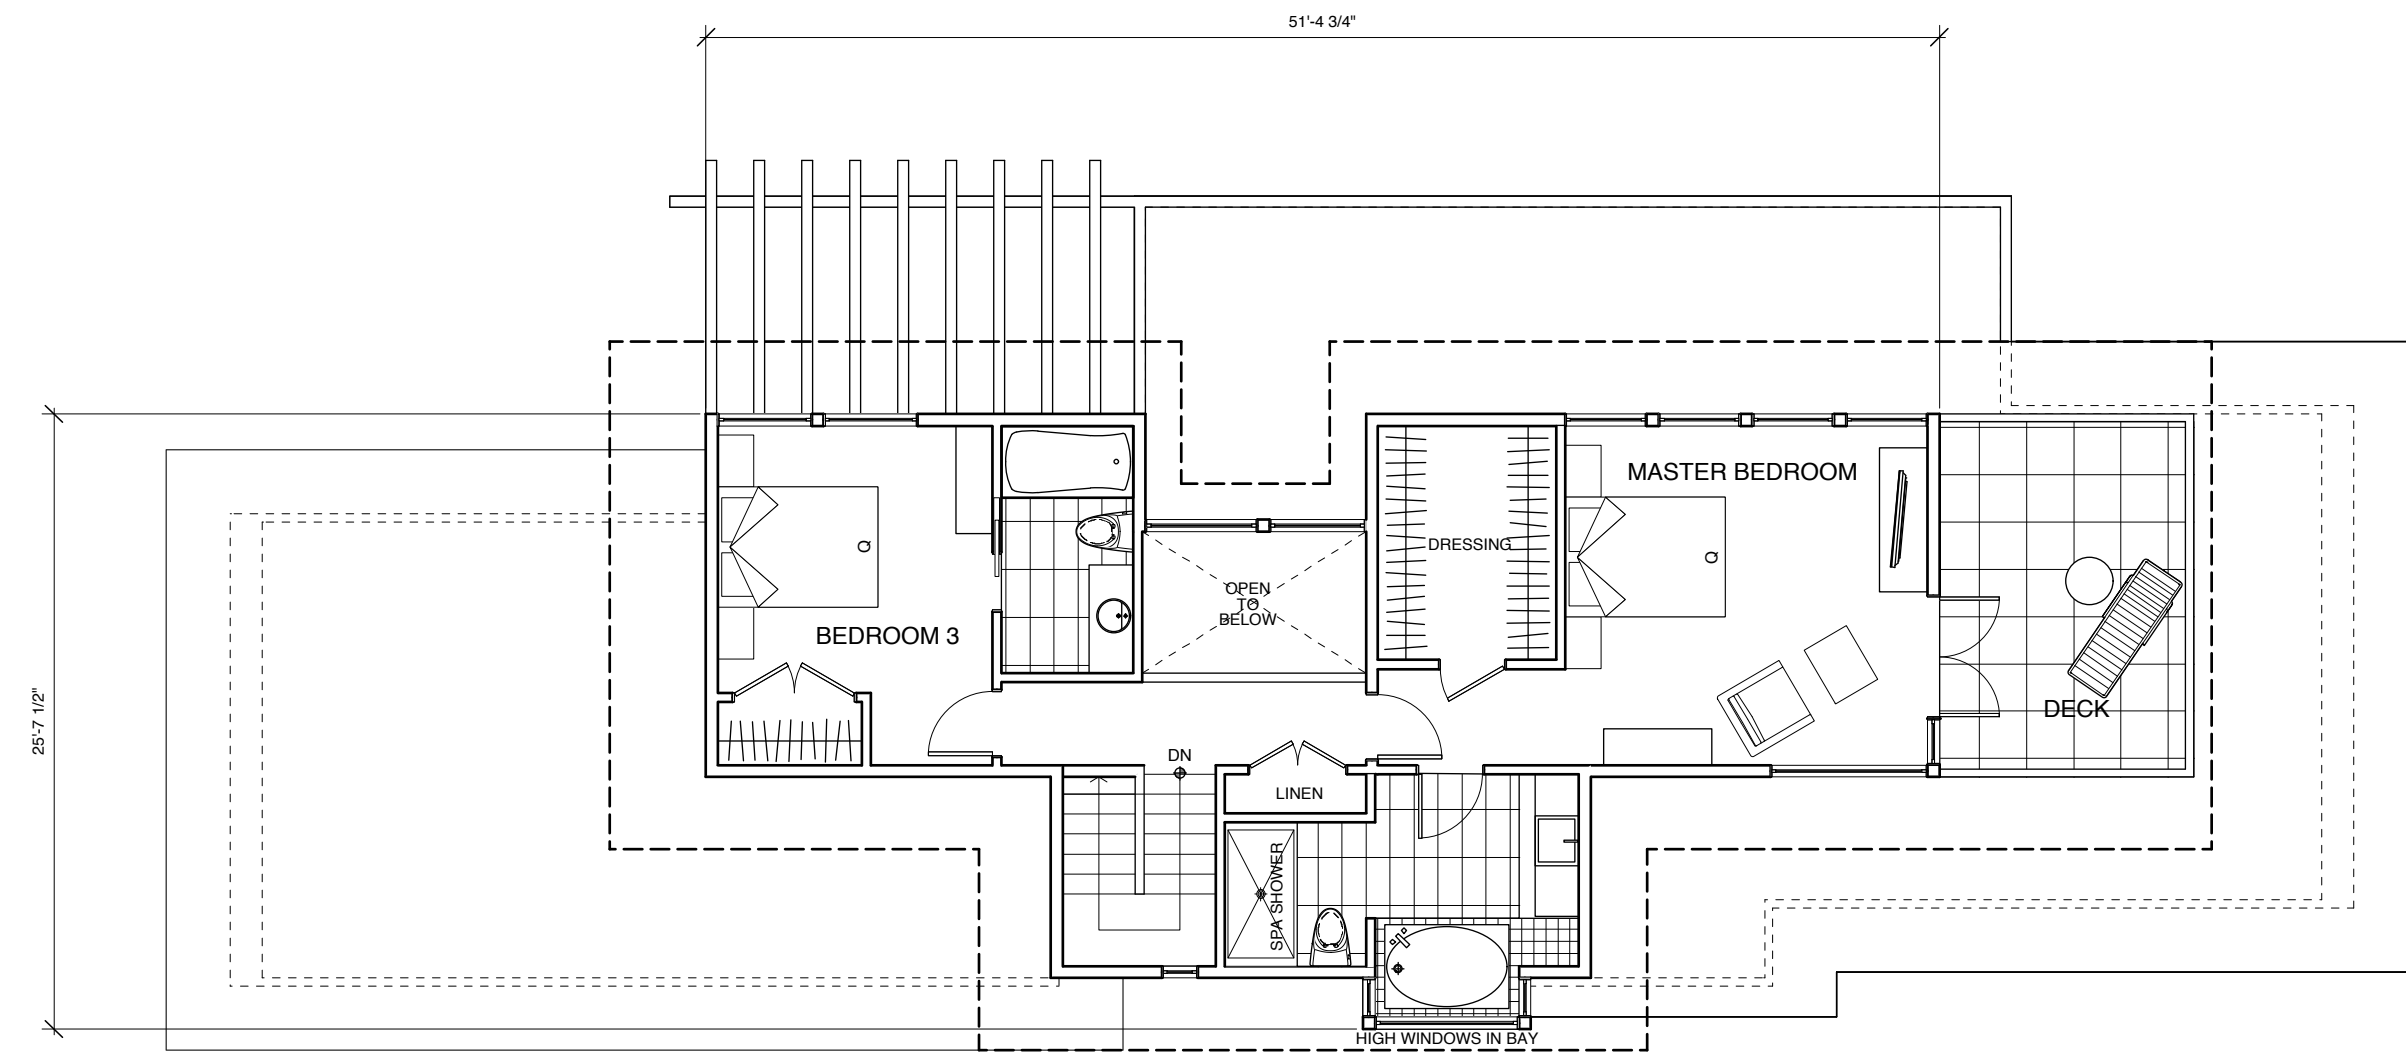 51'-4 3/4"
MASTER BEDROOM
Q
Q
DRESSING
OPEN
TO
BELOW
BEDROOM 3
25'-7 1/2"
DECK
DN
LINEN
SPA SHOWER
HIGH WINDOWS IN BAY